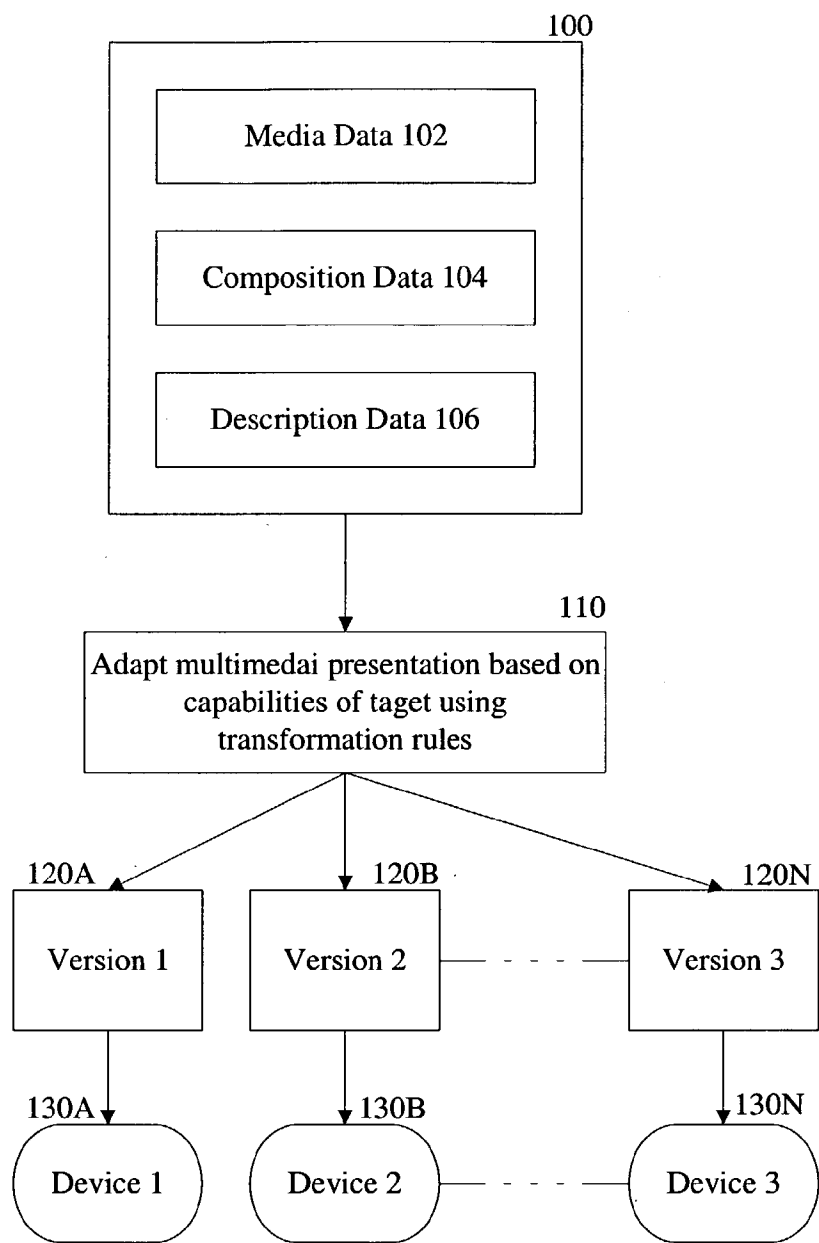 100
Media Data 102
Composition Data 104
Description Data 106
110
Adapt multimedai presentation based on
capabilities of taget using
transformation rules
120A
120B
120N
Version 1
Version 2
Version 3
130A
130B
130N
Device 1
Device 2
Device 3